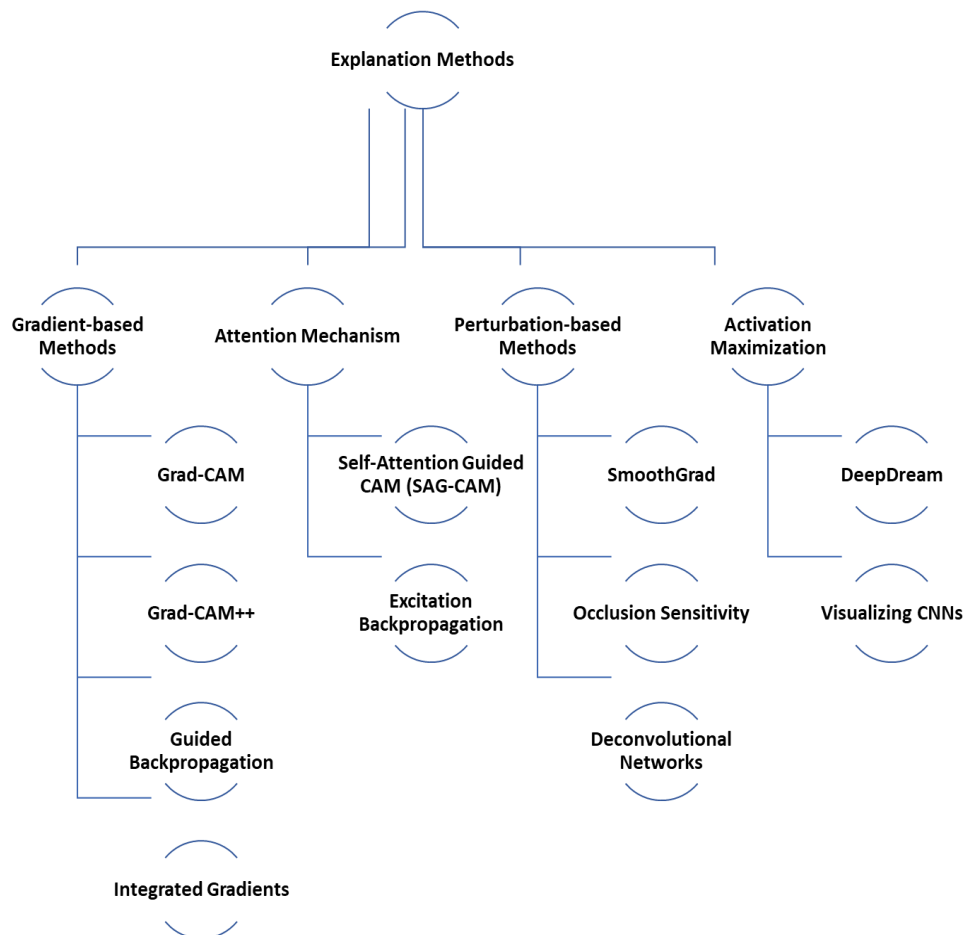 Explanation Methods
Gradient-based
Methods
Attention Mechanism
Perturbation-based
Methods
Activation
Maximization
Grad-CAM
Self-Attention Guided
CAM (SAG-CAM)
SmoothGrad
DeepDream
Grad-CAM++
Excitation
Backpropagation
Occlusion Sensitivity
Visualizing CNNs
Guided
Backpropagation
Deconvolutional
Networks
Integrated Gradients